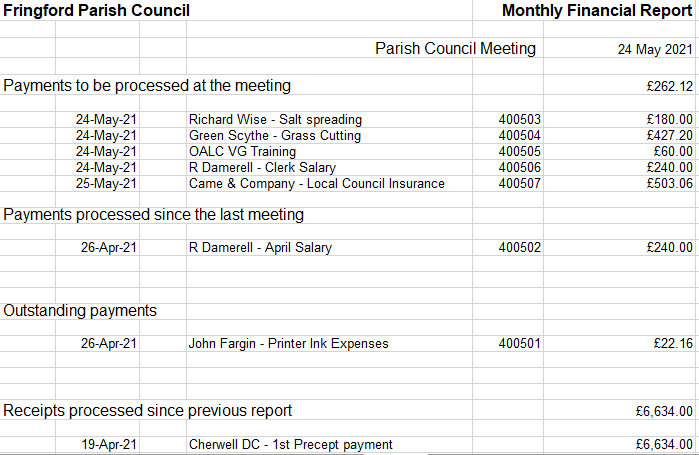 Fringford Parish Council Monthly Financial Report
Parish Council Meeting 24 May 2021
Payments to be processed at the meeting £262.12
24-May-21 Richard Wise - Salt spreading 400503 £180.00
24-May-21 Green Scythe - Grass Cutting 400504 £427.20
24-May-21 OALC VG Training 400505 £60.00
24-May-21 R Damerell - Clerk Salary 400506 £240.00
25-May-21 Came & Company - Local Council Insurance 400507 £503.06
Payments processed since the last meeting
26-Apr-21 R Damerell - April Salary 400502 £240.00
Outstanding payments
26-Apr-21 John Fargin - Printer Ink Expenses 400501 £22.16
Receipts processed since previous report £6,634.00
19-Apr-21 Cherwell DC - 1st Precept payment £6,634.00